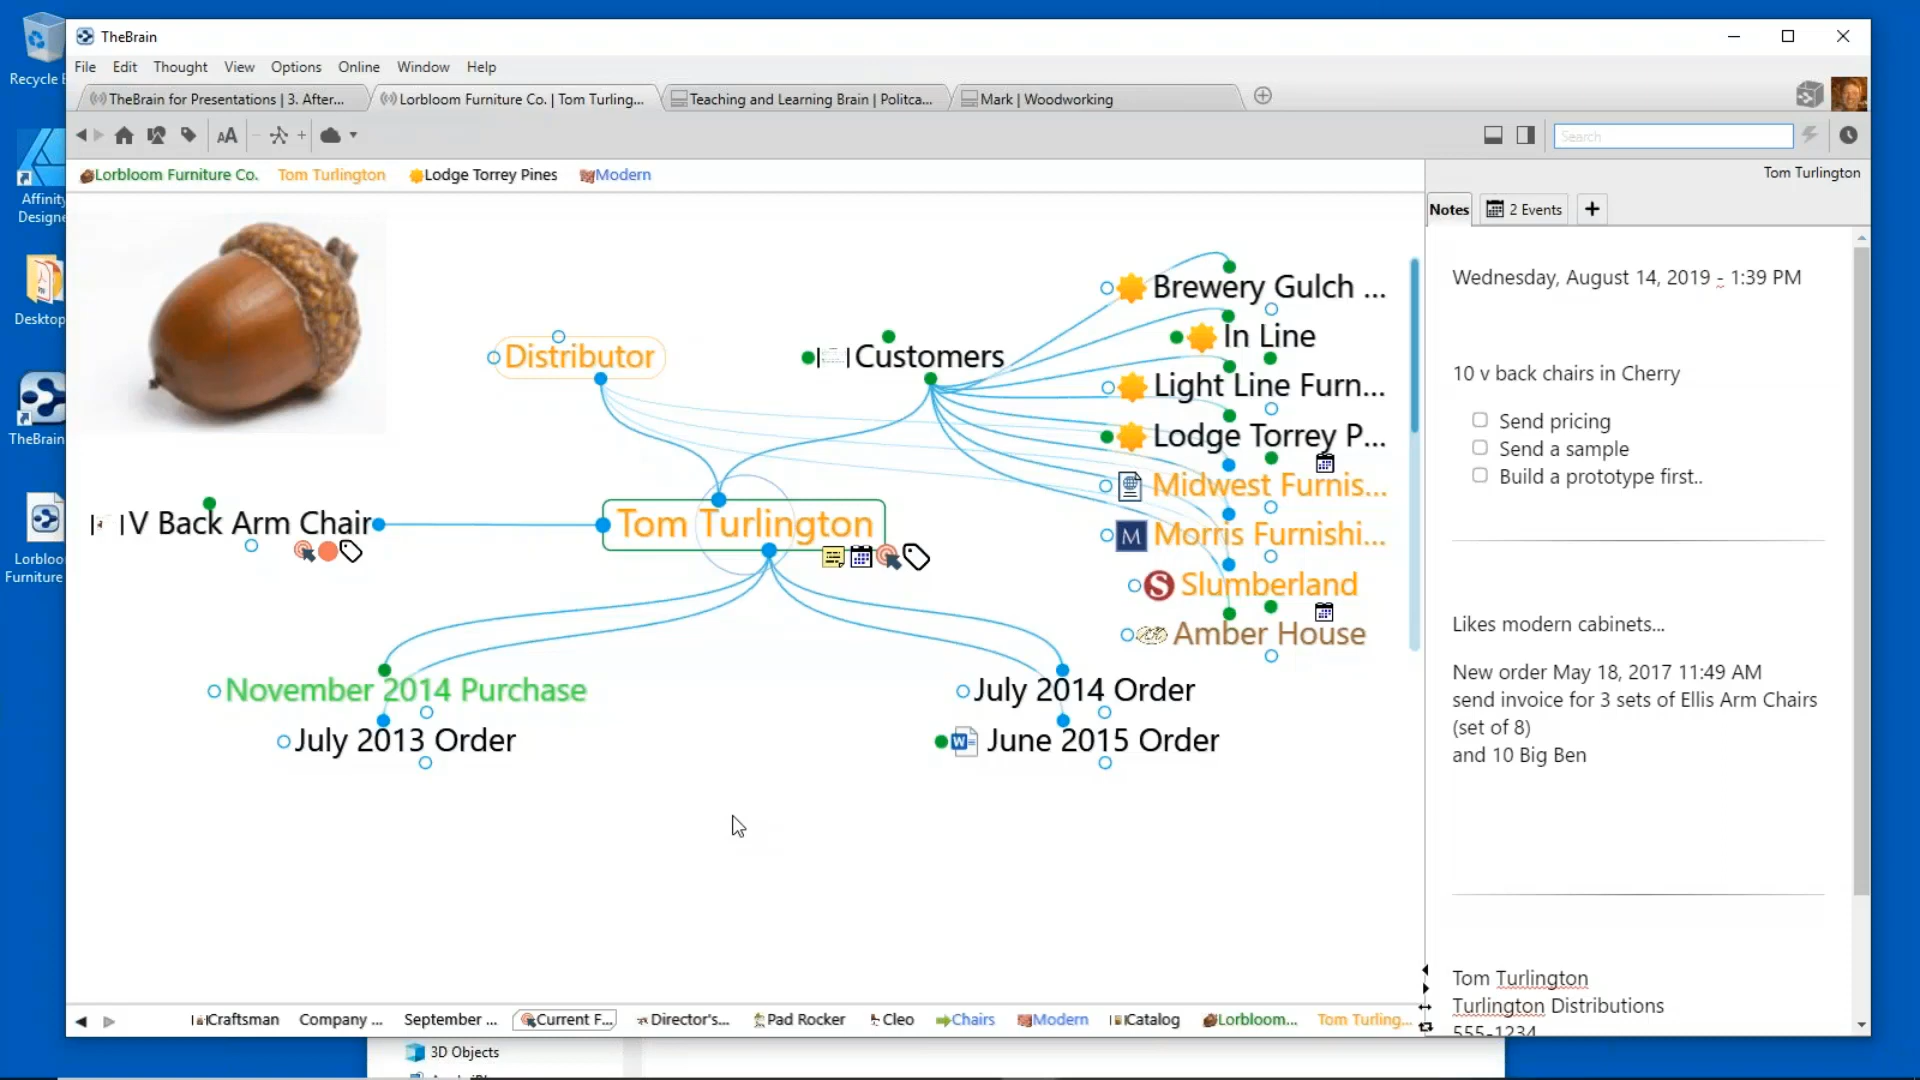 Recycle B
Affinity
Designe
Desktop
TheBrain
Lorbloo
Furniture
TheBrain
File Edit Thought View Options Online Window Help
TheBrain for Presentations | 3. After...
Lorbloom Furniture Co. | Tom Turling...
Teaching and Learning Brain | Politca...
Mark | Woodworking
AA
Search
Lorbloom Furniture Co. Tom Turlington Lodge Torrey Pines Modern
Distributor
Customers
Brewery Gulch ...
In Line
Light Line Furn...
Lodge Torrey P...
Midwest Furnis...
M Morris Furnishi...
S Slumberland
Amber House
V Back Arm Chair
Tom Turlington
November 2014 Purchase
July 2013 Order
July 2014 Order
W June 2015 Order
Tom Turlington
Notes 2 Events +
Wednesday, August 14, 2019 - 1:39 PM
10 v back chairs in Cherry
Send pricing
Send a sample
Build a prototype first..
Likes modern cabinets...
New order May 18, 2017 11:49 AM
send invoice for 3 sets of Ellis Arm Chairs
(set of 8)
and 10 Big Ben
Tom Turlington
Turlington Distributions
555-1234
Craftsman Company ... September ... Current F... Director's... Pad Rocker Cleo Chairs Modern Catalog Lorbloom... Tom Turling...
3D Objects